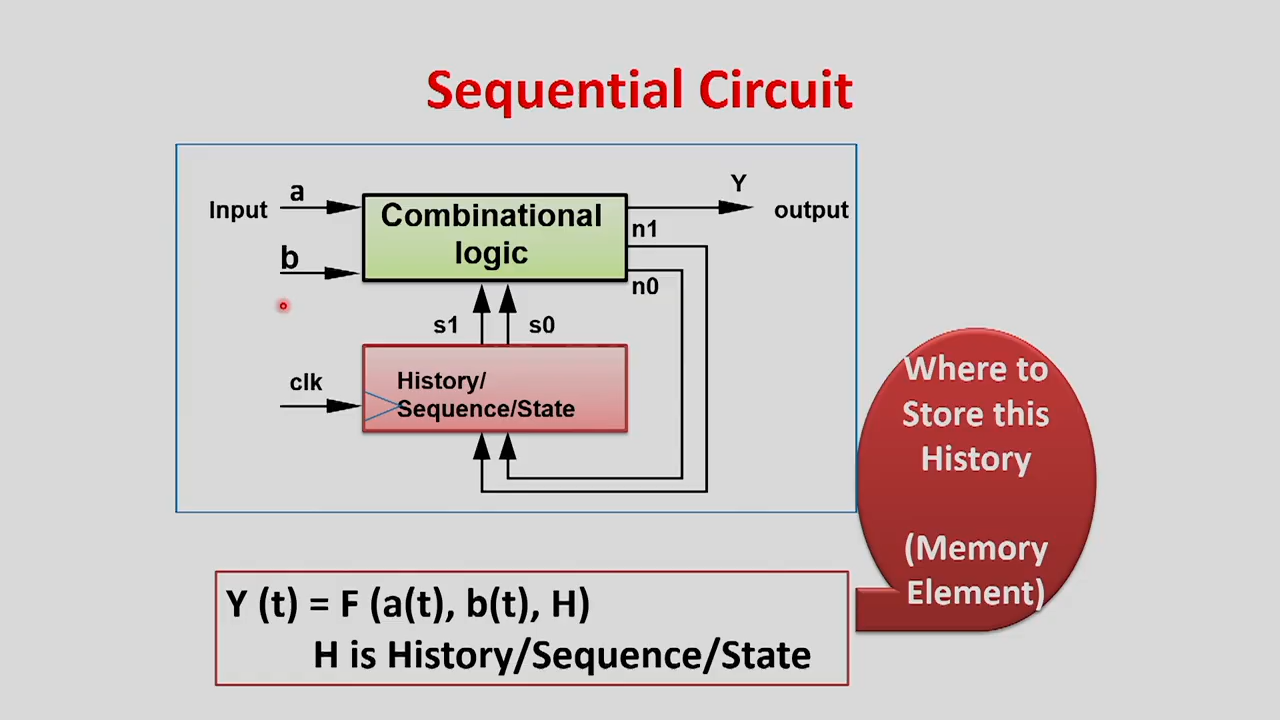 Sequential Circuit
Input
a
b
Combinational
logic
Y
output
n1
n0
s1
s0
clk
History/
Sequence/State
Where to
Store this
History
(Memory
Element)
Y (t) = F (a(t), b(t), H)
H is History/Sequence/State